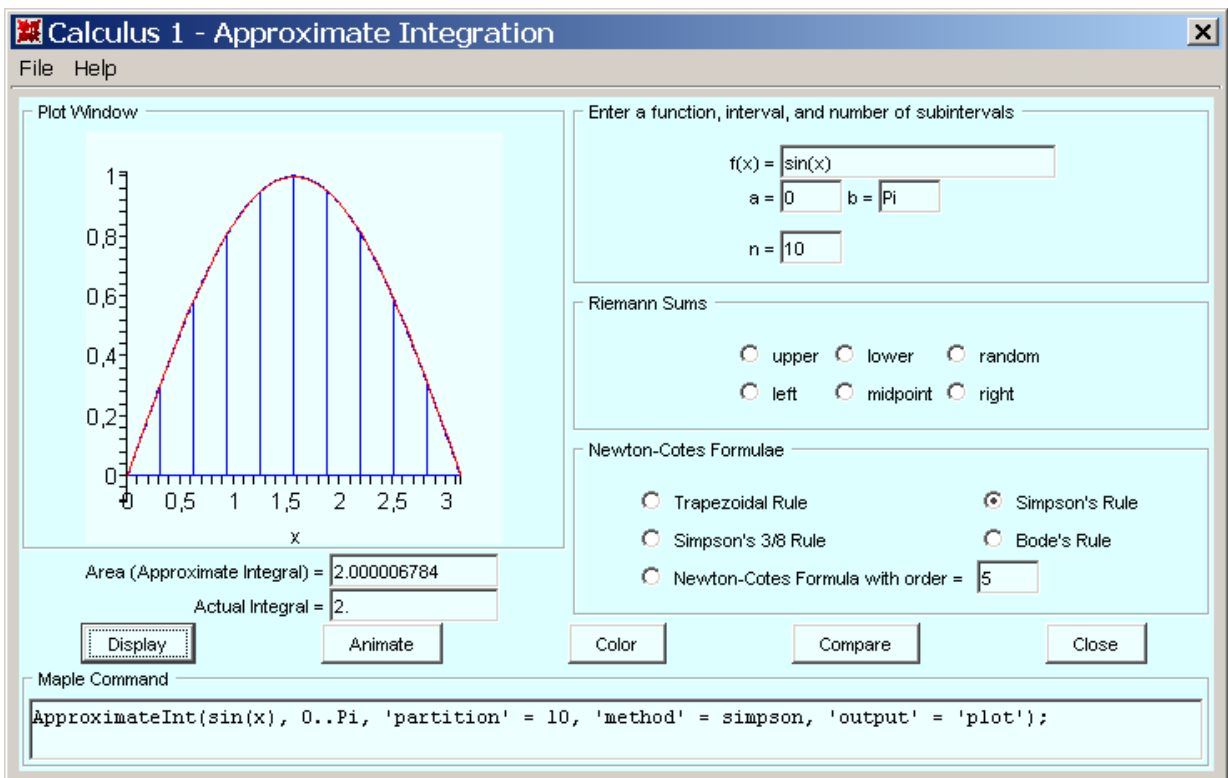 Calculus 1 - Approximate Integration
File Help
Plot Window
1
0,8
0,6
0,4
0,2
0
0 0,5 1 1,5 2 2,5 3
x
Area (Approximate Integral) = 2.000006784
Actual Integral = 2.
Enter a function, interval, and number of subintervals
f(x) = sin(x)
a = 0 b = Pi
n = 10
Riemann Sums
upper lower random
left midpoint right
Newton-Cotes Formulae
Trapezoidal Rule Simpson's Rule
Simpson's 3/8 Rule Bode's Rule
Newton-Cotes Formula with order = 5
Display Animate Color Compare Close
Maple Command
ApproximateInt(sin(x), 0..Pi, 'partition' = 10, 'method' = simpson, 'output' = 'plot');